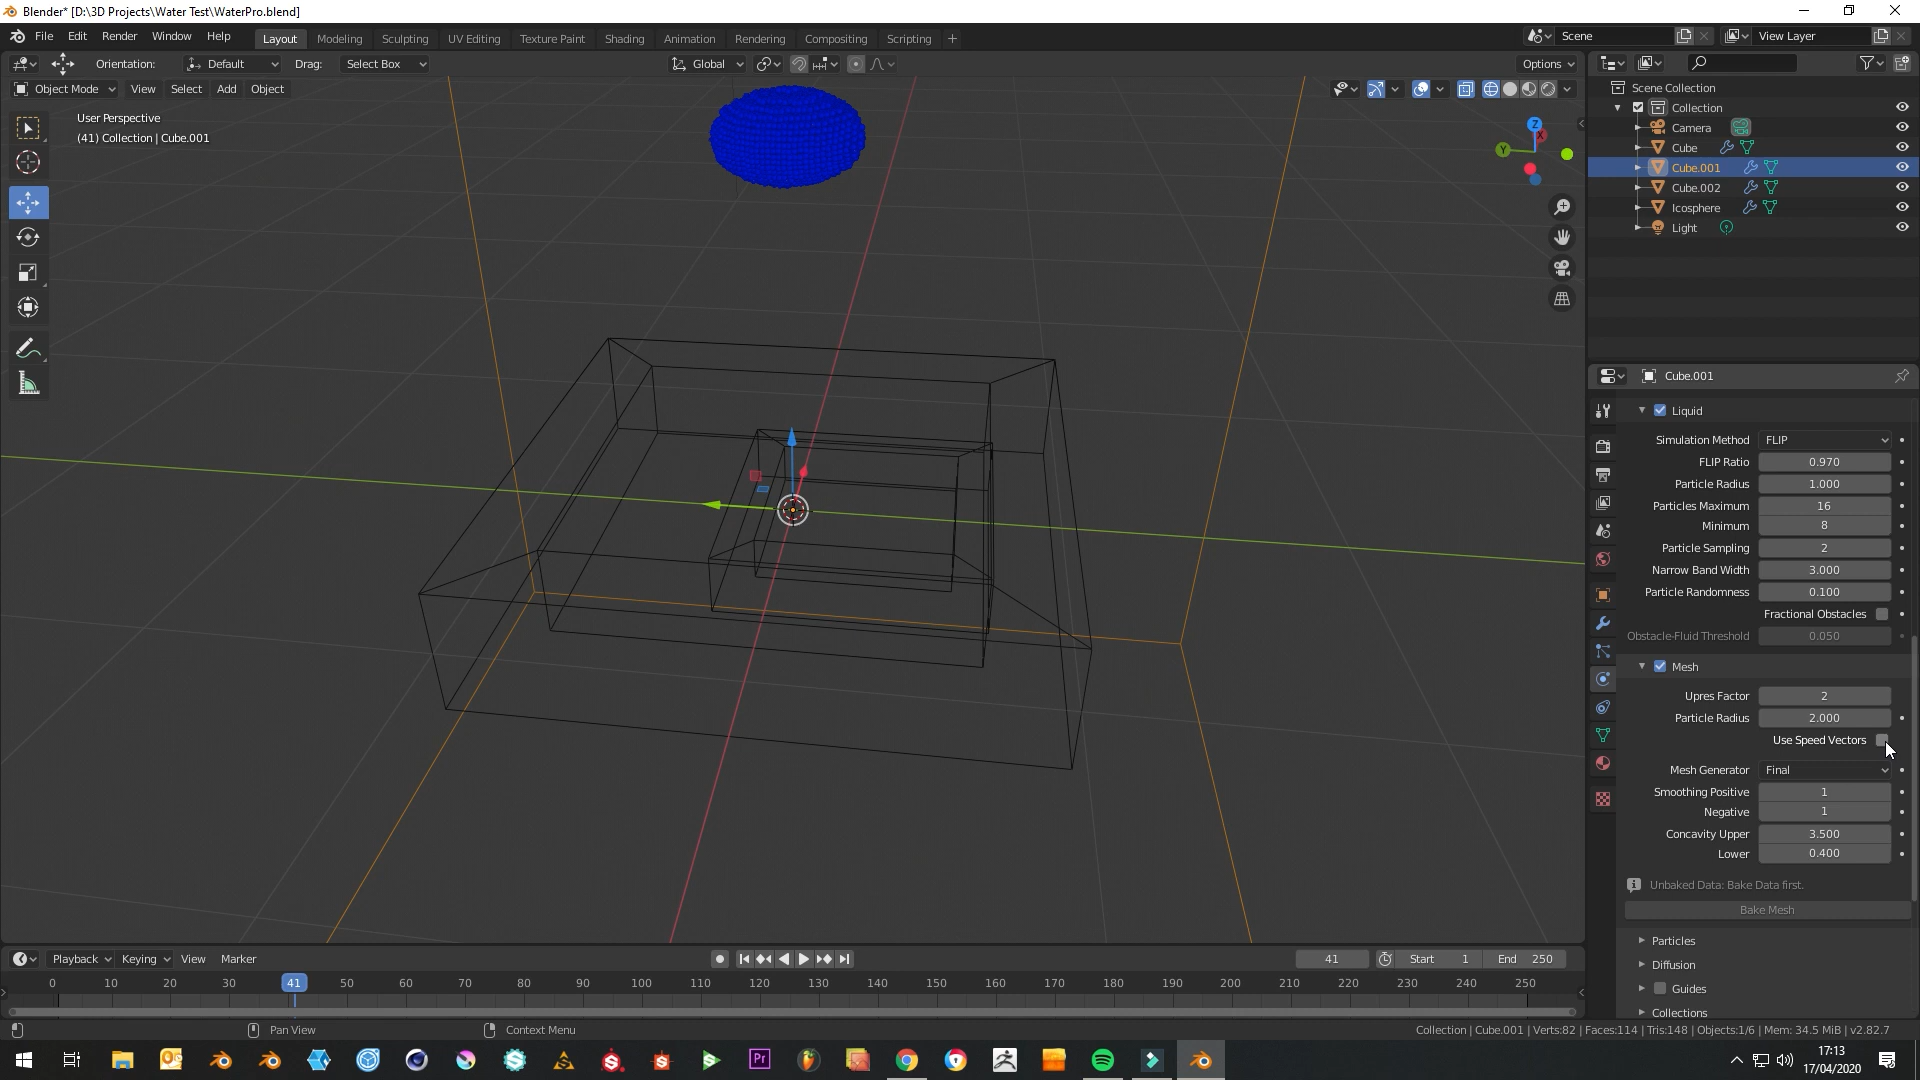 Blender* [D:\3D Projects\Water Test\WaterPro.blend]
File Edit Render Window Help Layout Modeling Sculpting UV Editing Texture Paint Shading Animation Rendering Compositing Scripting + Scene View Layer
Orientation: Default Drag: Select Box Global Options
Object Mode View Select Add Object
User Perspective
(41) Collection | Cube.001
Z
X
Y
Scene Collection
Collection
Camera
Cube
Cube.001
Cube.002
Icosphere
Light
Cube.001
Liquid
Simulation Method FLIP
FLIP Ratio 0.970
Particle Radius 1.000
Particles Maximum 16
Minimum 8
Particle Sampling 2
Narrow Band Width 3.000
Particle Randomness 0.100
Fractional Obstacles
Obstacle-Fluid Threshold 0.050
Mesh
Upres Factor 2
Particle Radius 2.000
Use Speed Vectors
Mesh Generator Final
Smoothing Positive 1
Negative 1
Concavity Upper 3.500
Lower 0.400
Unbaked Data: Bake Data first.
Bake Mesh
Particles
Diffusion
Guides
Collections
Playback Keying View Marker 41 Start 1 End 250
0 10 20 30 41 50 60 70 80 90 100 110 120 130 140 150 160 170 180 190 200 210 220 230 240 250
Pan View Context Menu Collection | Cube.001 | Verts:82 | Faces:114 | Tris:148 | Objects:1/6 | Mem: 34.5 MiB | v2.82.7
Pr
17:13
17/04/2020